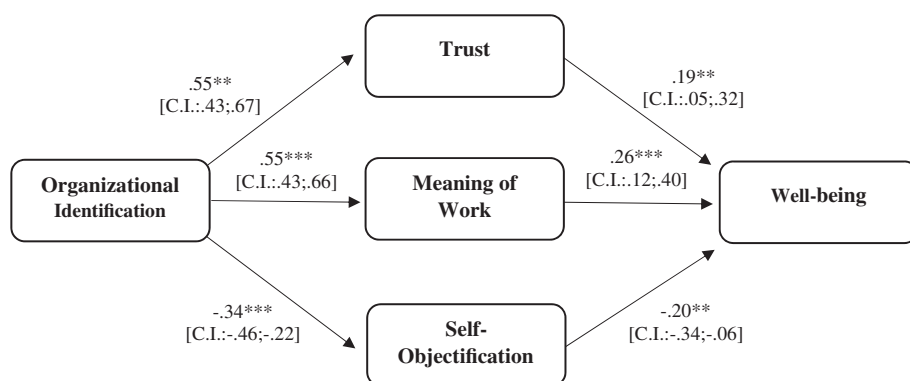 Trust
.55**
[C.I.:.43;.67]
.19**
[C.I.:.05;.32]
Organizational
Identification
.55***
[C.I.:.43;.66]
Meaning of
Work
.26***
[C.I.:.12;.40]
Well-being
-.34***
[C.I.:-.46;-.22]
Self-
Objectification
-.20**
[C.I.:-.34;-.06]